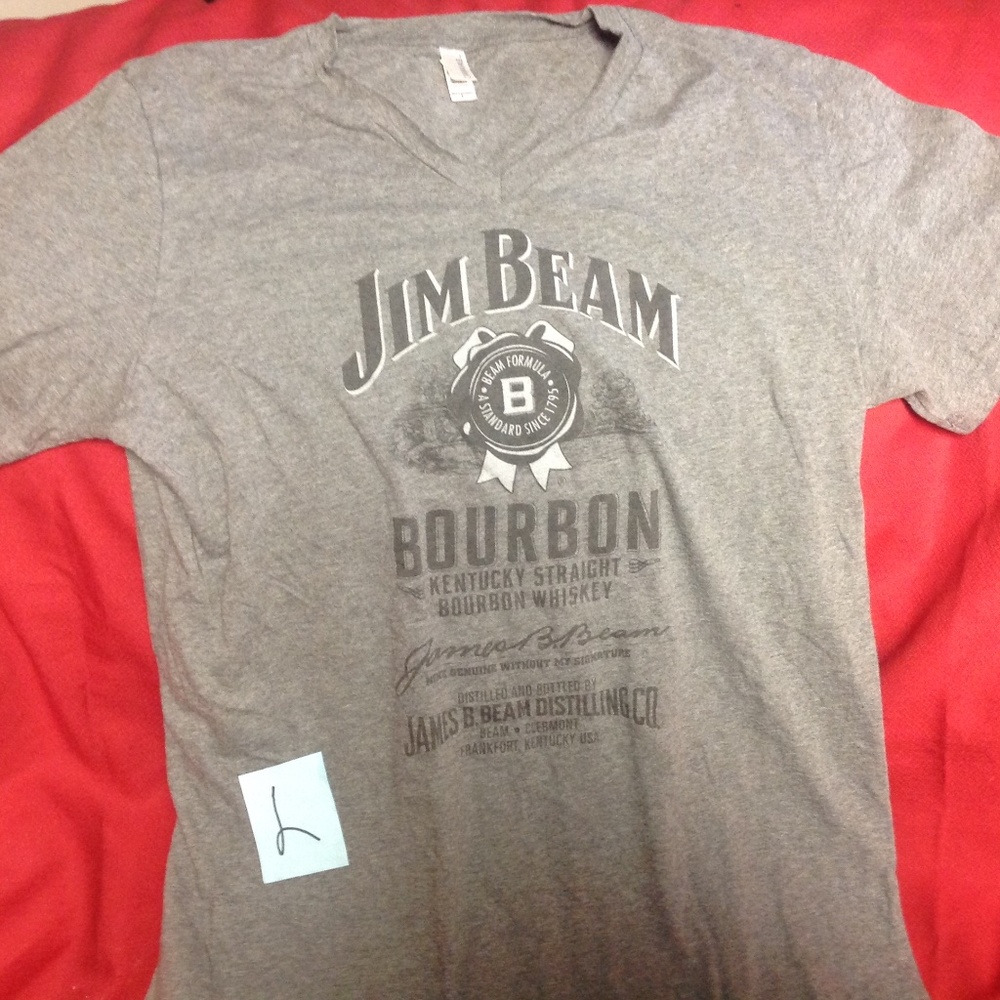 JIM BEAM
BEAM FORMULA
B
A STANDARD SINCE 1795
BOURBON
KENTUCKY STRAIGHT
BOURBON WHISKEY
James B. Beam
NONE GENUINE WITHOUT MY SIGNATURE
DISTILLED AND BOTTLED BY
JAMES B. BEAM DISTILLING CO.
BEAM • CLERMONT
FRANKFORT, KENTUCKY USA
L